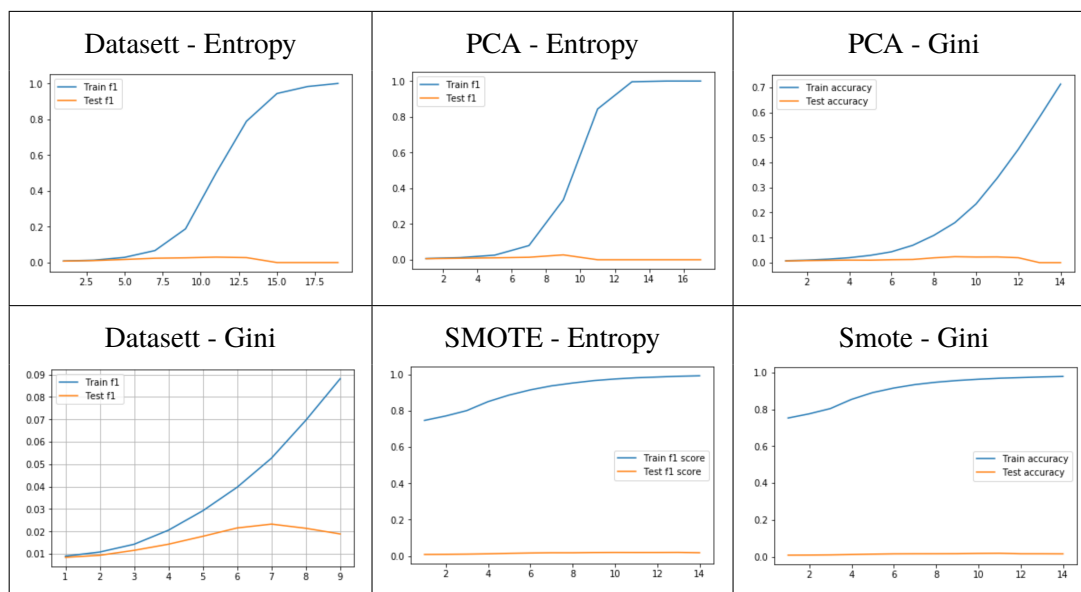 Datasett - Entropy
PCA - Entropy
PCA - Gini
Train f1
Test f1
1.0
0.8
0.6
0.4
0.2
0.0
2.5 5.0 7.5 10.0 12.5 15.0 17.5
Train f1
Test f1
1.0
0.8
0.6
0.4
0.2
0.0
2 4 6 8 10 12 14 16
Train accuracy
Test accuracy
0.7
0.6
0.5
0.4
0.3
0.2
0.1
0.0
2 4 6 8 10 12 14
Datasett - Gini
SMOTE - Entropy
Smote - Gini
Train f1
Test f1
0.09
0.08
0.07
0.06
0.05
0.04
0.03
0.02
0.01
1 2 3 4 5 6 7 8 9
1.0
0.8
0.6
0.4
0.2
0.0
Train f1 score
Test f1 score
2 4 6 8 10 12 14
1.0
0.8
0.6
0.4
0.2
0.0
Train accuracy
Test accuracy
2 4 6 8 10 12 14